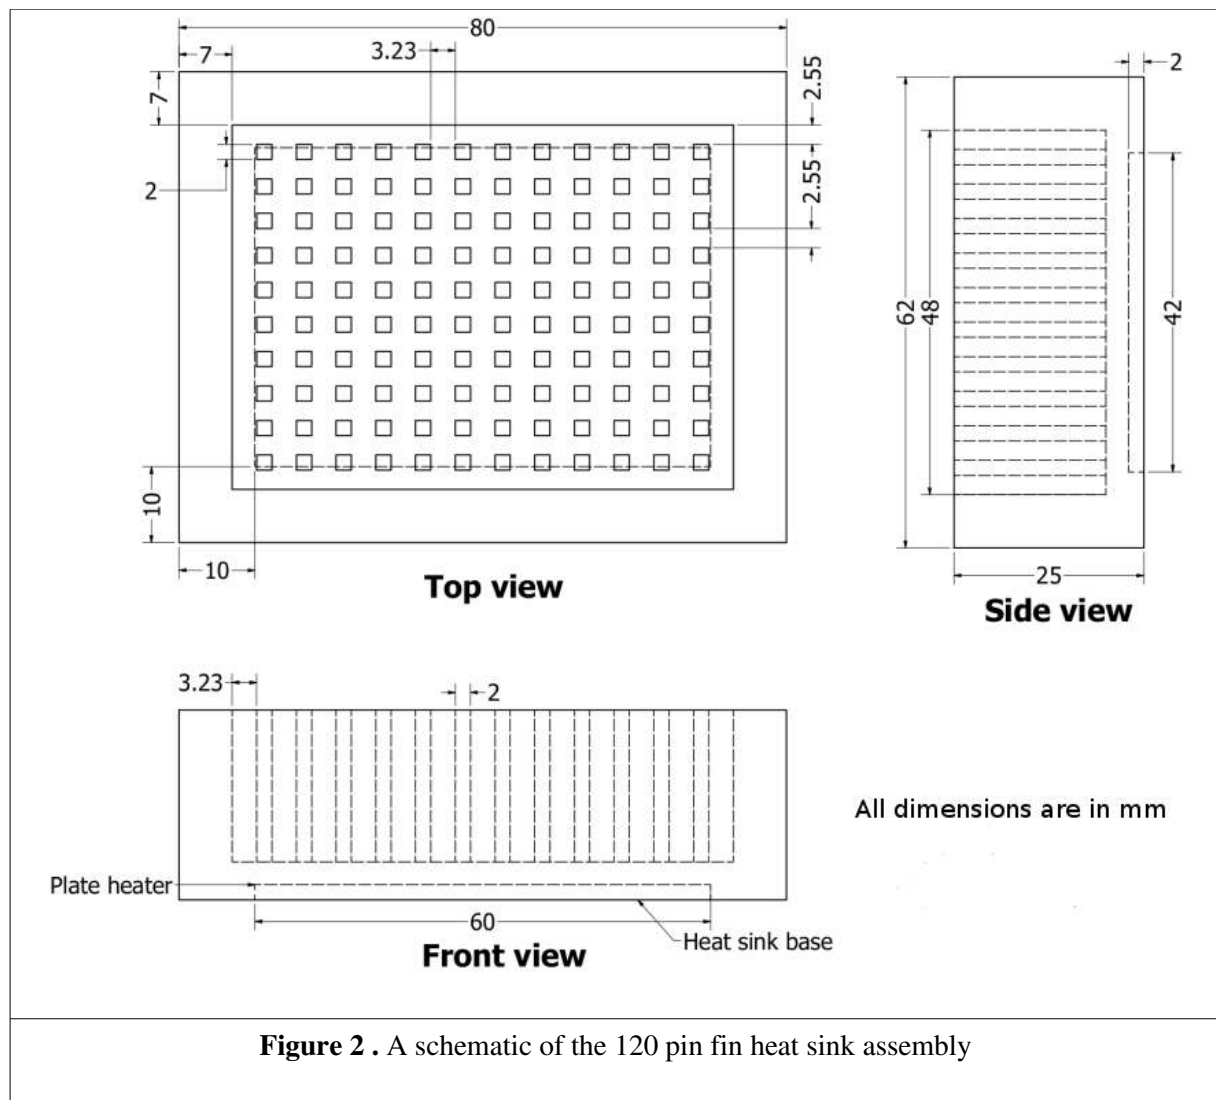 80
7
3.23
7
2.55
2
2.55
2
10
10
Top view
62
48
42
25
Side view
3.23
2
All dimensions are in mm
Plate heater
60
Heat sink base
Front view
Figure 2 . A schematic of the 120 pin fin heat sink assembly